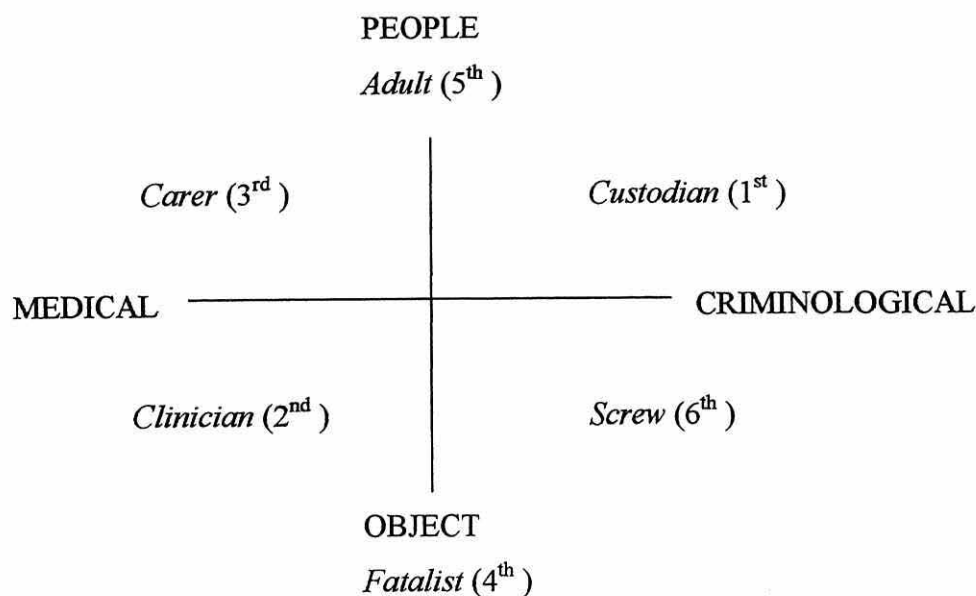 PEOPLE
Adult (5th )
Carer (3rd )
Custodian (1st )
MEDICAL
CRIMINOLOGICAL
Clinician (2nd )
Screw (6th )
OBJECT
Fatalist (4th )